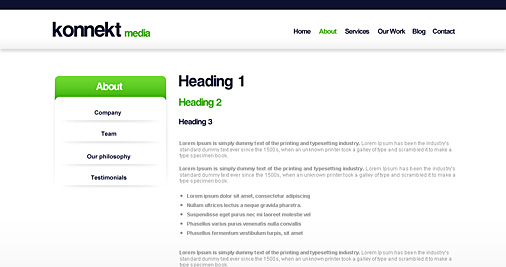 konnekt media
Home About Services Our Work Blog Contact
About
Company
Team
Our philosophy
Testimonials
Heading 1
Heading 2
Heading 3
Lorem Ipsum is simply dummy text of the printing and typesetting industry. Lorem Ipsum has been the industry's
standard dummy text ever since the 1500s, when an unknown printer took a galley of type and scrambled it to make a
type specimen book.
Lorem Ipsum is simply dummy text of the printing and typesetting industry. Lorem Ipsum has been the industry's
standard dummy text ever since the 1500s, when an unknown printer took a galley of type and scrambled it to make a
type specimen book.
Lorem ipsum dolor sit amet, consectetur adipiscing
Nullam ultrices lectus a neque gravida pharetra.
Suspendisse eget purus nec mi laoreet molestie vel
Phasellus varius purus venenatis nulla convallis
Phasellus fermentum vestibulum turpis, sit amet
Lorem Ipsum is simply dummy text of the printing and typesetting industry. Lorem Ipsum has been the industry's
standard dummy text ever since the 1500s, when an unknown printer took a galley of type and scrambled it to make a